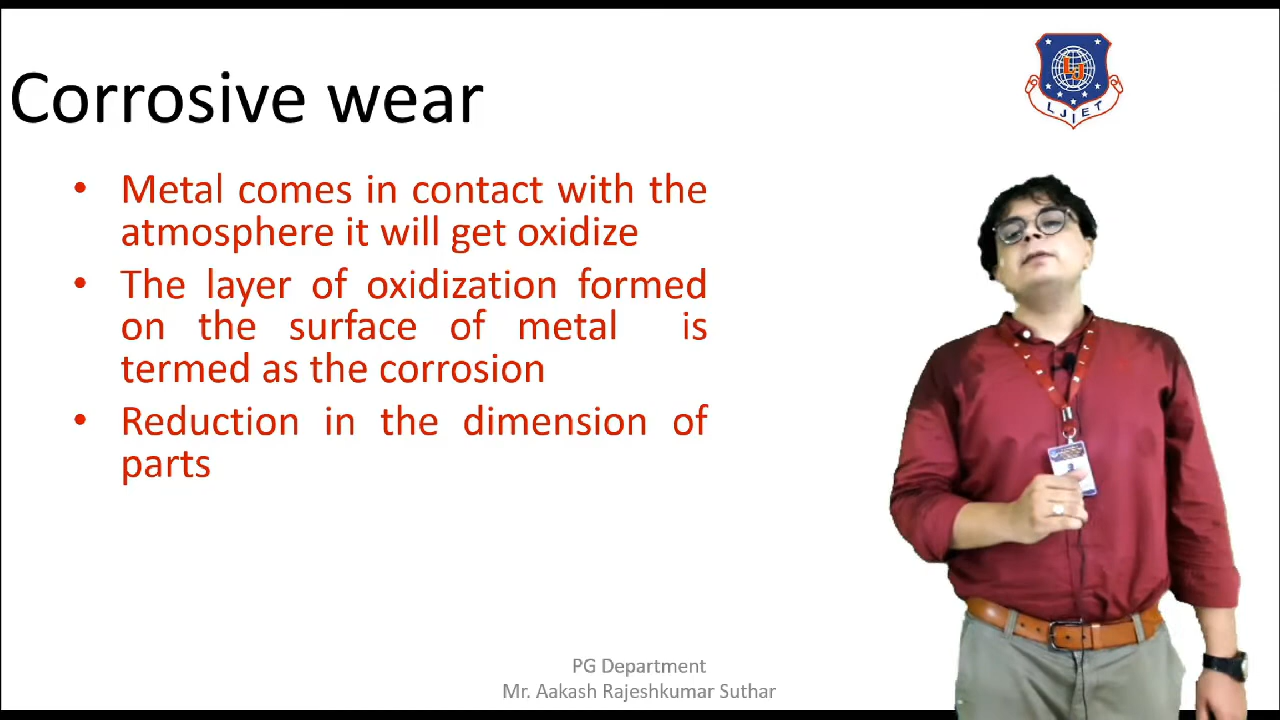 Corrosive wear
LJIET
• Metal comes in contact with the
atmosphere it will get oxidize
• The layer of oxidization formed
on the surface of metal is
termed as the corrosion
• Reduction in the dimension of
parts
PG Department
Mr. Aakash Rajeshkumar Suthar